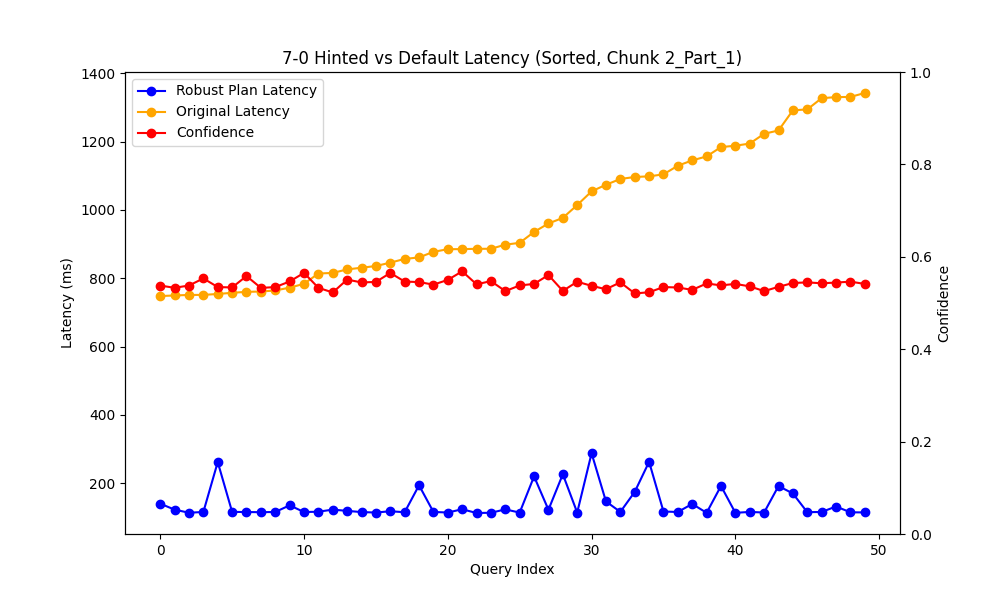 7-0 Hinted vs Default Latency (Sorted, Chunk 2_Part_1)
Robust Plan Latency
Original Latency
Confidence
Latency (ms)
1400
1200
1000
800
600
400
200
1.0
0.8
0.6
0.4
0.2
0.0
Confidence
0 10 20 30 40 50
Query Index